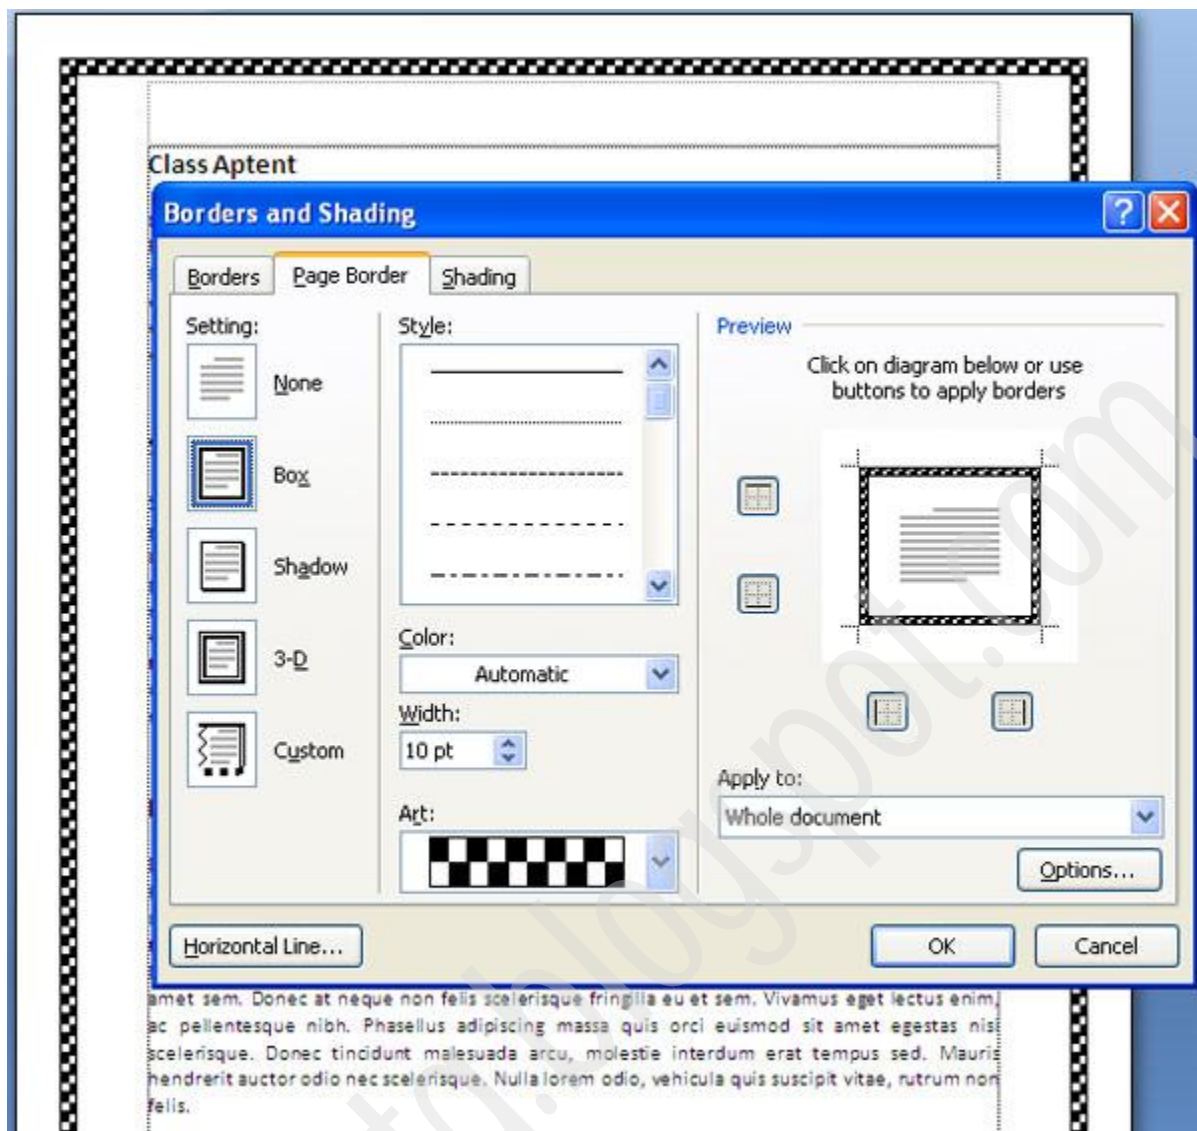 Class Aptent
Borders and Shading
?
Borders Page Border Shading
Setting:
None
Box
Shadow
3-D
Custom
Style:
Color:
Automatic
Width:
10 pt
Art:
Preview
Click on diagram below or use
buttons to apply borders
Apply to:
Whole document
Options...
Horizontal Line...
OK Cancel
amet sem. Donec at neque non felis scelerisque fringilla eu et sem. Vivamus eget lectus enim,
ac pellentesque nibh. Phasellus adipiscing massa quis orci euismod sit amet egestas nisi
scelerisque. Donec tincidunt malesuada arcu, molestie interdum erat tempus sed. Mauris
hendrerit auctor odio nec scelerisque. Nulla lorem odio, vehicula quis suscipit vitae, rutrum non
felis.
blogspot.com